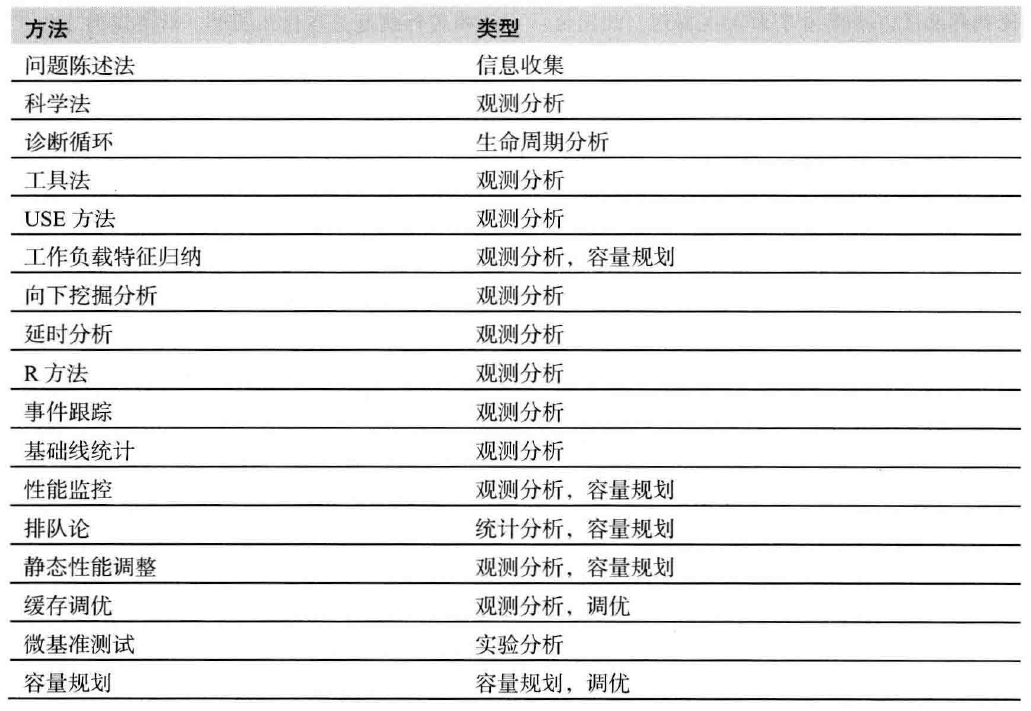 方法 类型
问题陈述法 信息收集
科学法 观测分析
诊断循环 生命周期分析
工具法 观测分析
USE 方法 观测分析
工作负载特征归纳 观测分析，容量规划
向下挖掘分析 观测分析
延时分析 观测分析
R 方法 观测分析
事件跟踪 观测分析
基础线统计 观测分析
性能监控 观测分析，容量规划
排队论 统计分析，容量规划
静态性能调整 观测分析，容量规划
缓存调优 观测分析，调优
微基准测试 实验分析
容量规划 容量规划，调优